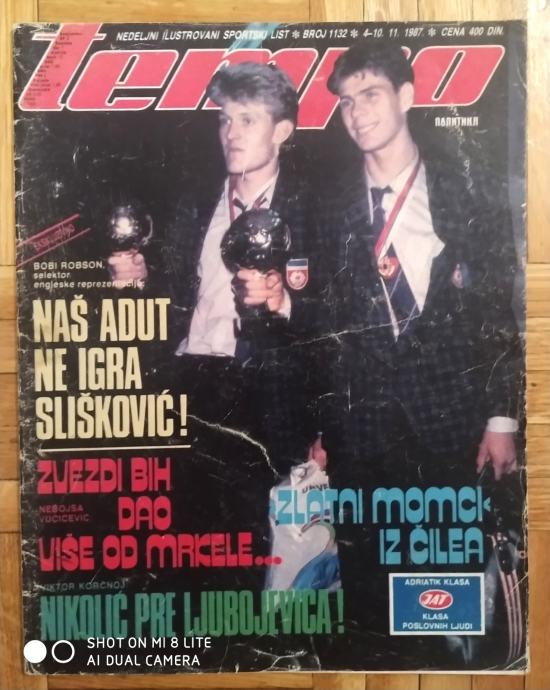 NEDELJNI ILUSTROVANI SPORTSKI LIST ✻ BROJ 1132 ✻ 4–10. 11. 1987. ✻ CENA 400 DIN.
tempo
политика
BOBI ROBSON,
selektor
engleske reprezentacije:
NAŠ ADUT
NE IGRA
SLIŠKOVIĆ!
ZVEZDI BIH
NEBOJŠA
VUČIĆEVIĆ
DAO
VIŠE OD MRKELE...
›ZLATNI MOMCI‹
IZ ČILEA
ADRIATIK KLASA
JAT
KLASA
POSLOVNIH LJUDI
VIKTOR KORČNOJ
NIKOLIĆ PRE LJUBOJEVIĆA!
SHOT ON MI 8 LITE
AI DUAL CAMERA